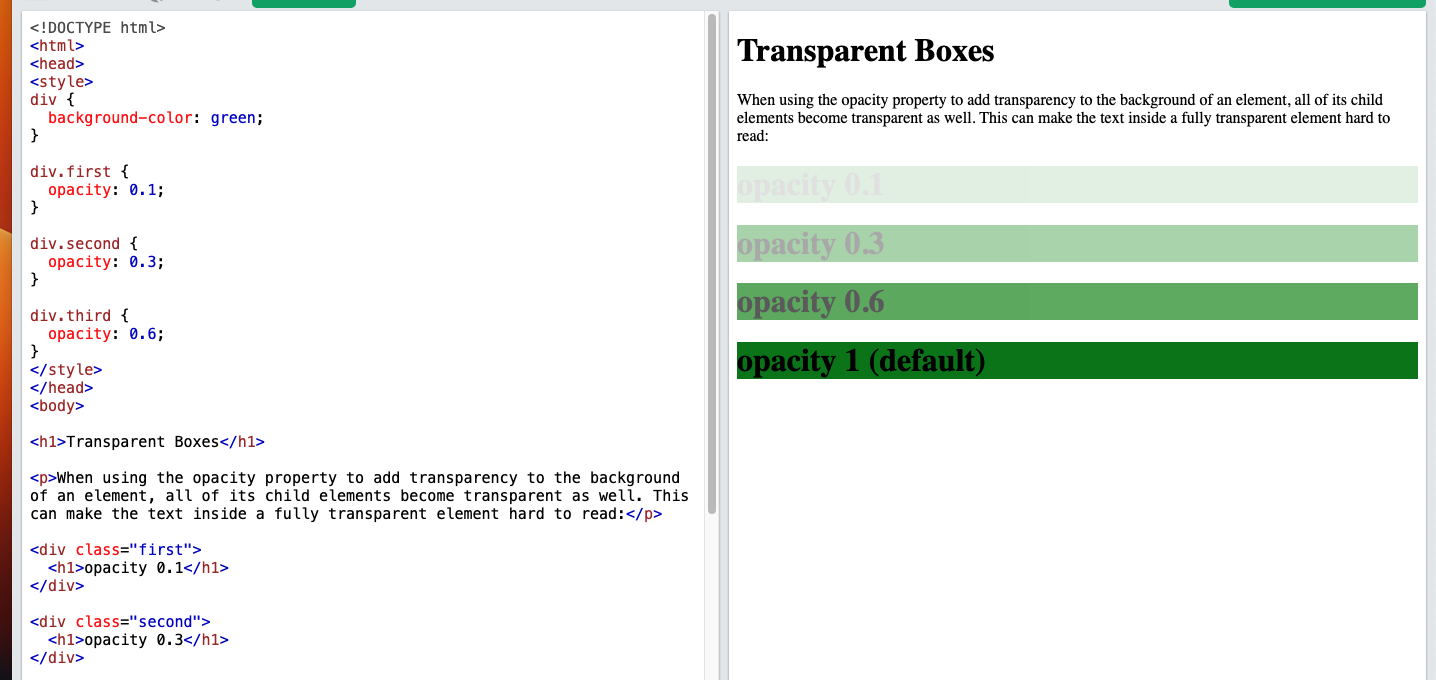 <!DOCTYPE html>
<html>
<head>
<style>
div {
  background-color: green;
}

div.first {
  opacity: 0.1;
}

div.second {
  opacity: 0.3;
}

div.third {
  opacity: 0.6;
}
</style>
</head>
<body>

<h1>Transparent Boxes</h1>

<p>When using the opacity property to add transparency to the background
of an element, all of its child elements become transparent as well. This
can make the text inside a fully transparent element hard to read:</p>

<div class="first">
  <h1>opacity 0.1</h1>
</div>

<div class="second">
  <h1>opacity 0.3</h1>
</div>

Transparent Boxes
When using the opacity property to add transparency to the background of an element, all of its child
elements become transparent as well. This can make the text inside a fully transparent element hard to
read:
opacity 0.1
opacity 0.3
opacity 0.6
opacity 1 (default)